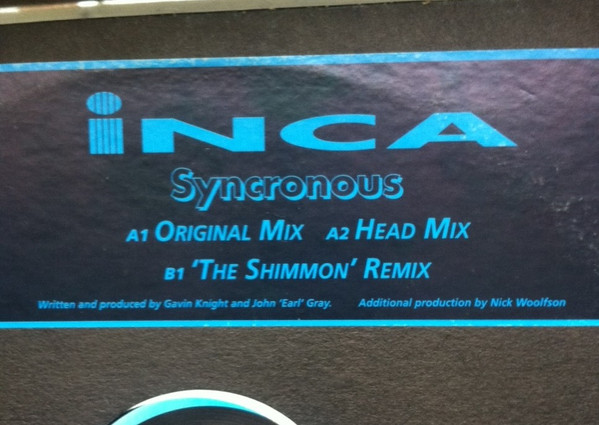 iNCA
Syncronous
A1 ORIGINAL MIX A2 HEAD MIX
B1 ‘THE SHIMMON’ REMIX
Written and produced by Gavin Knight and John ‘Earl’ Gray. Additional production by Nick Woolfson